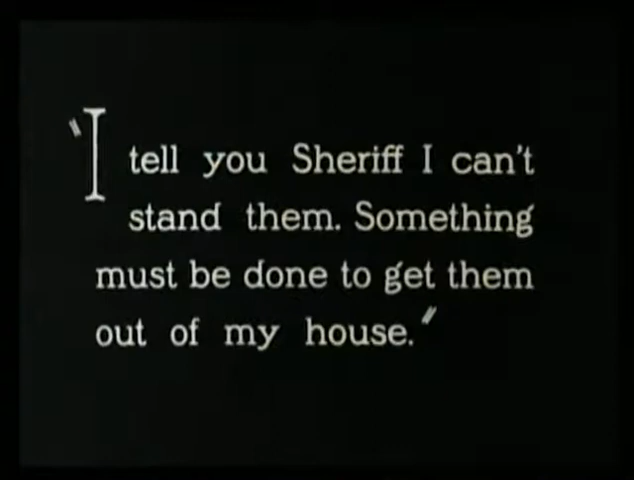 "I tell you Sheriff I can't
stand them. Something
must be done to get them
out of my house."